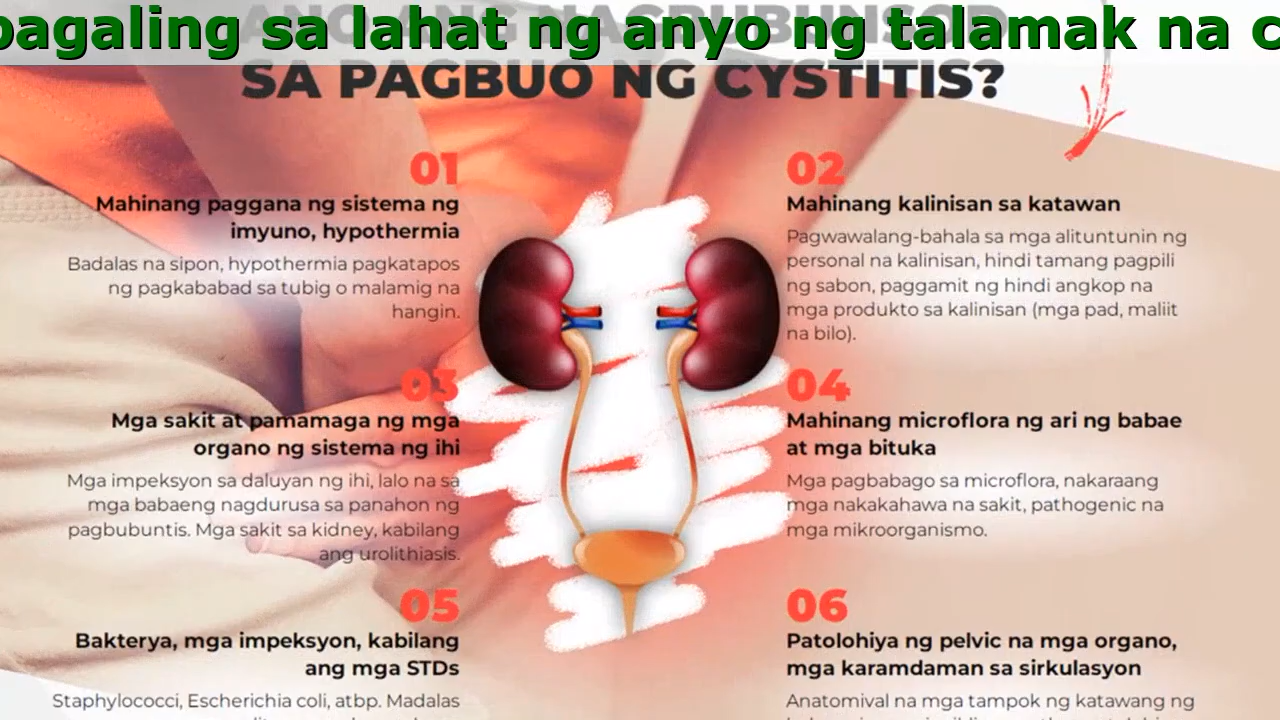 pagaling sa lahat ng anyo ng talamak na c
ANO ANG NAGBUBUNSOD
SA PAGBUO NG CYSTITIS?
01
Mahinang paggana ng sistema ng
imyuno, hypothermia
Badalas na sipon, hypothermia pagkatapos
ng pagkababad sa tubig o malamig na
hangin.
02
Mahinang kalinisan sa katawan
Pagwawalang-bahala sa mga alituntunin ng
personal na kalinisan, hindi tamang pagpili
ng sabon, paggamit ng hindi angkop na
mga produkto sa kalinisan (mga pad, maliit
na bilo).
03
Mga sakit at pamamaga ng mga
organo ng sistema ng ihi
Mga impeksyon sa daluyan ng ihi, lalo na sa
mga babaeng nagdurusa sa panahon ng
pagbubuntis. Mga sakit sa kidney, kabilang
ang urolithiasis.
04
Mahinang microflora ng ari ng babae
at mga bituka
Mga pagbabago sa microflora, nakaraang
mga nakakahawa na sakit, pathogenic na
mga mikroorganismo.
05
Bakterya, mga impeksyon, kabilang
ang mga STDs
Staphylococci, Escherichia coli, atbp. Madalas
06
Patolohiya ng pelvic na mga organo,
mga karamdaman sa sirkulasyon
Anatomival na mga tampok ng katawang ng